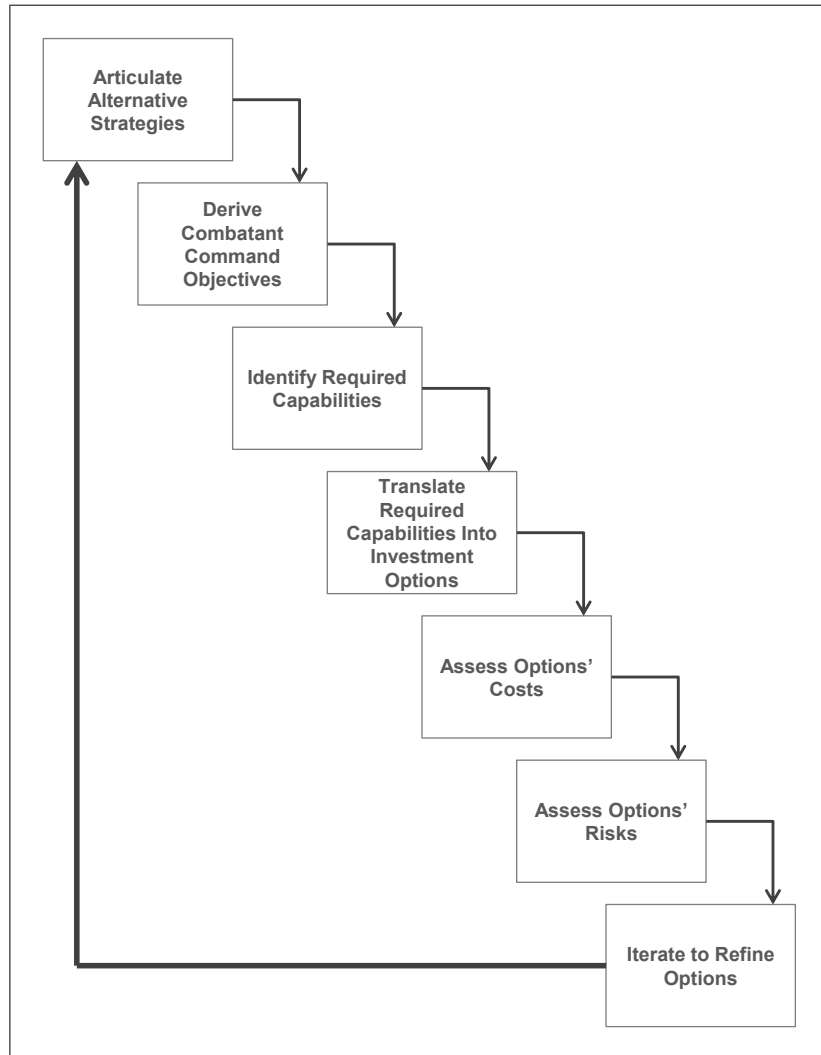 Articulate
Alternative
Strategies
Derive
Combatant
Command
Objectives
Identify Required
Capabilities
Translate
Required
Capabilities Into
Investment
Options
Assess Options’
Costs
Assess Options’
Risks
Iterate to Refine
Options